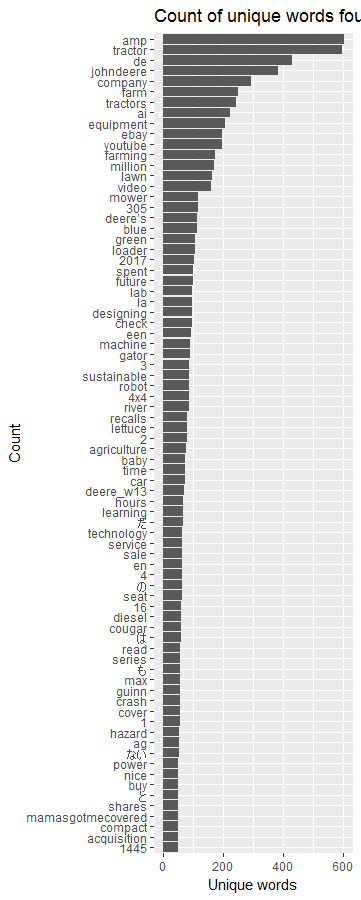 Count of unique words fou
amp
tractor
de
johndeere
company
farm
tractors
ai
equipment
ebay
youtube
farming
million
lawn
video
mower
305
deere's
blue
green
loader
2017
spent
future
lab
la
designing
check
een
machine
gator
3
sustainable
robot
4x4
river
recalls
lettuce
2
agriculture
baby
time
car
deere_w13
hours
learning
た
technology
service
sale
en
4
の
seat
16
diesel
cougar
は
read
series
も
max
guinn
crash
cover
1
hazard
ag
ない
power
nice
buy
と
shares
mamasgotmecovered
compact
acquisition
1445
Count
0 200 400 600
Unique words